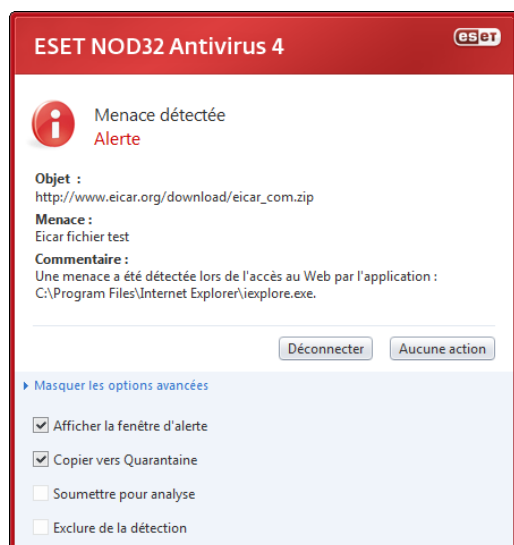 ESET NOD32 Antivirus 4
eseT
Menace détectée
Alerte
Objet :
http://www.eicar.org/download/eicar_com.zip
Menace :
Eicar fichier test
Commentaire :
Une menace a été détectée lors de l'accès au Web par l'application :
C:\Program Files\Internet Explorer\iexplore.exe.
Déconnecter
Aucune action
Masquer les options avancées
Afficher la fenêtre d'alerte
Copier vers Quarantaine
Soumettre pour analyse
Exclure de la détection